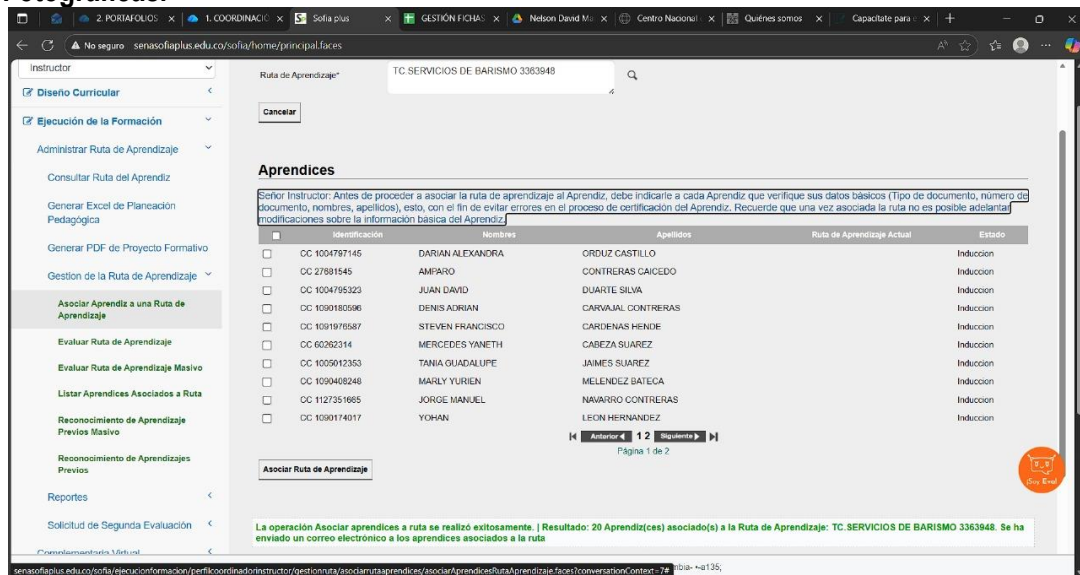 Fotográficas.
2. PORTAFOLIOS
1. COORDINACIÓ
Sofia plus
GESTIÓN FICHAS
Nelson David Ma
Centro Nacional
Quiénes somos
Capacítate para
No seguro senasofiaplus.edu.co/sofia/home/principal.faces
Instructor
Diseño Curricular
Ejecución de la Formación
Administrar Ruta de Aprendizaje
Consultar Ruta del Aprendiz
Generar Excel de Planeación
Pedagógica
Generar PDF de Proyecto Formativo
Gestion de la Ruta de Aprendizaje
Asociar Aprendiz a una Ruta de
Aprendizaje
Evaluar Ruta de Aprendizaje
Evaluar Ruta de Aprendizaje Masivo
Listar Aprendices Asociados a Ruta
Reconocimiento de Aprendizaje
Previos Masivo
Reconocimiento de Aprendizajes
Previos
Reportes
Solicitud de Segunda Evaluación
Complementaria Virtual
Ruta de Aprendizaje* TC SERVICIOS DE BARISMO 3363948
Cancelar
Aprendices
Señor Instructor: Antes de proceder a asociar la ruta de aprendizaje al Aprendiz, debe indicarle a cada Aprendiz que verifique sus datos básicos (Tipo de documento, número de
documento, nombres, apellidos), esto, con el fin de evitar errores en el proceso de certificación del Aprendiz. Recuerde que una vez asociada la ruta no es posible adelantar
modificaciones sobre la información básica del Aprendiz.
Identificación Nombres Apellidos Ruta de Aprendizaje Actual Estado
CC 1004797145 DARIAN ALEXANDRA ORDUZ CASTILLO Induccion
CC 27681545 AMPARO CONTRERAS CAICEDO Induccion
CC 1004795323 JUAN DAVID DUARTE SILVA Induccion
CC 1090180596 DENIS ADRIAN CARVAJAL CONTRERAS Induccion
CC 1091976587 STEVEN FRANCISCO CARDENAS HENDE Induccion
CC 60262314 MERCEDES YANETH CABEZA SUAREZ Induccion
CC 1005012353 TANIA GUADALUPE JAIMES SUAREZ Induccion
CC 1090408248 MARLY YURIEN MELENDEZ BATECA Induccion
CC 1127351665 JORGE MANUEL NAVARRO CONTRERAS Induccion
CC 1090174017 YOHAN LEON HERNANDEZ Induccion
Anterior 1 2 Siguiente
Página 1 de 2
Asociar Ruta de Aprendizaje
¡Soy Eva!
La operación Asociar aprendices a ruta se realizó exitosamente. | Resultado: 20 Aprendiz(ces) asociado(s) a la Ruta de Aprendizaje: TC.SERVICIOS DE BARISMO 3363948. Se ha
enviado un correo electrónico a los aprendices asociados a la ruta
senasofiaplus.edu.co/sofia/ejecucionformacion/perfilcoordinadorinstructor/gestionruta/asociarrutaaprendices/asociarAprendicesRutaAprendizaje.faces?conversationContext=7#